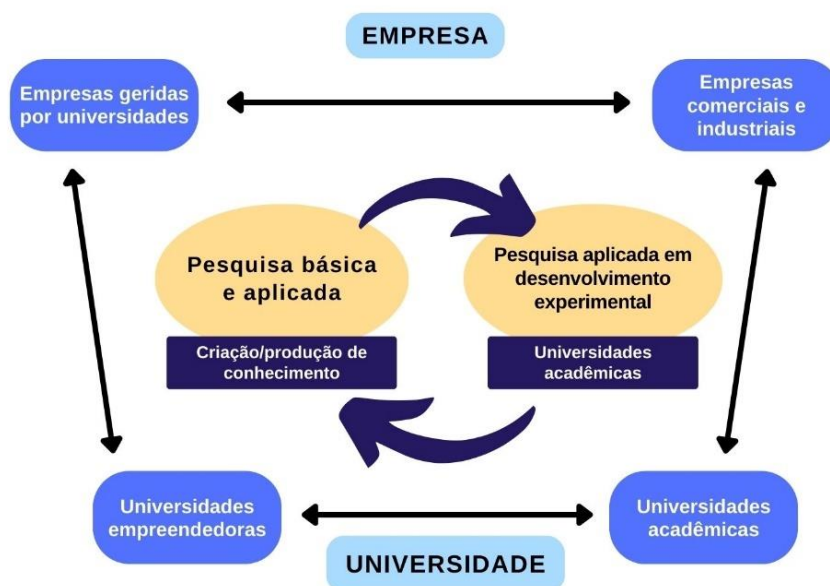 EMPRESA
Empresas geridas
por universidades
Empresas
comerciais e
industriais
Pesquisa básica
e aplicada
Criação/produção de
conhecimento
Pesquisa aplicada em
desenvolvimento
experimental
Universidades
acadêmicas
Universidades
empreendedoras
Universidades
acadêmicas
UNIVERSIDADE